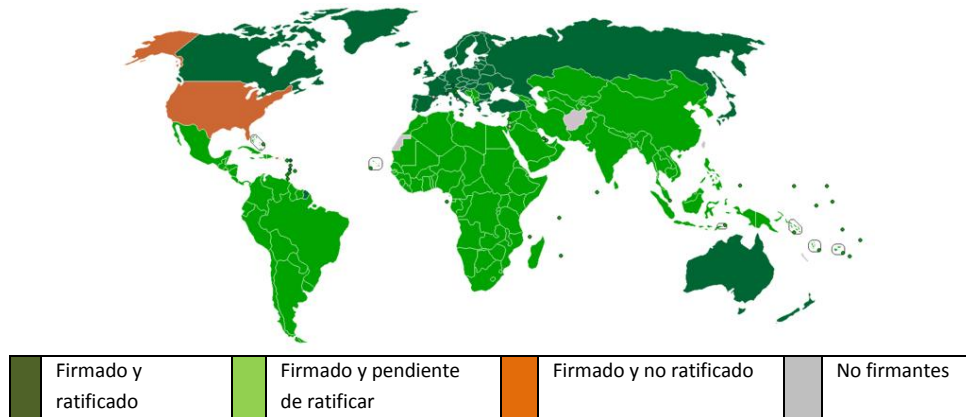 Firmado y
ratificado
Firmado y pendiente
de ratificar
Firmado y no ratificado
No firmantes